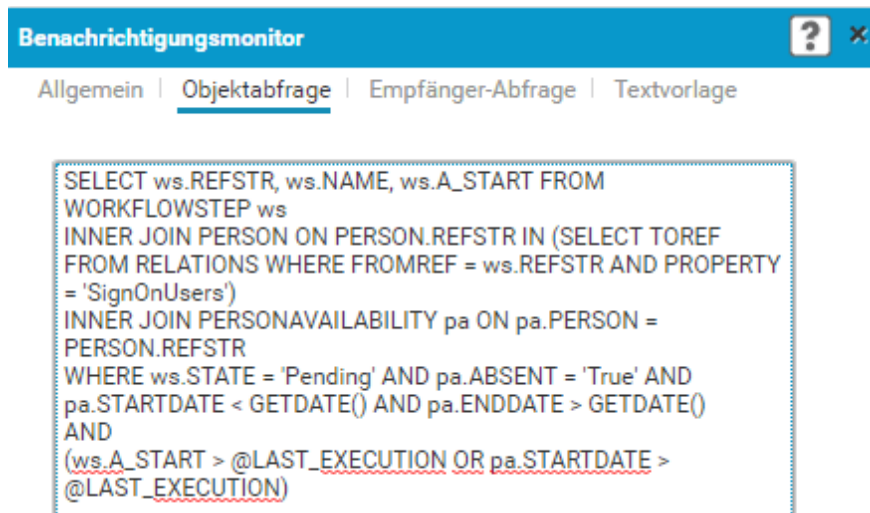 Benachrichtigungsmonitor ? ×
Allgemein | Objektabfrage | Empfänger-Abfrage | Textvorlage
SELECT ws.REFSTR, ws.NAME, ws.A_START FROM
WORKFLOWSTEP ws
INNER JOIN PERSON ON PERSON.REFSTR IN (SELECT TOREF
FROM RELATIONS WHERE FROMREF = ws.REFSTR AND PROPERTY
= 'SignOnUsers')
INNER JOIN PERSONAVAILABILITY pa ON pa.PERSON =
PERSON.REFSTR
WHERE ws.STATE = 'Pending' AND pa.ABSENT = 'True' AND
pa.STARTDATE < GETDATE() AND pa.ENDDATE > GETDATE()
AND
(ws.A_START > @LAST_EXECUTION OR pa.STARTDATE >
@LAST_EXECUTION)